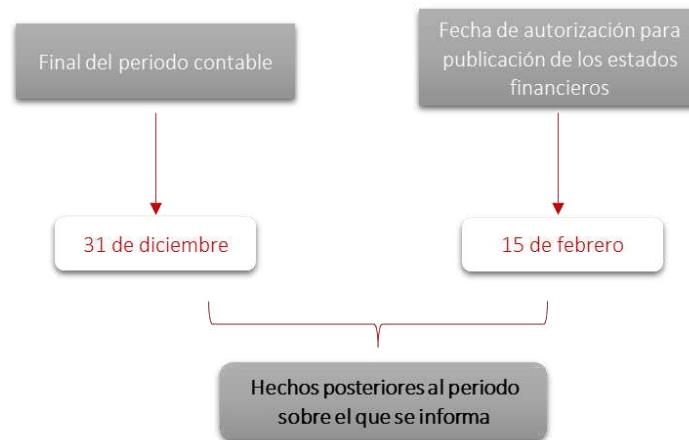 Final del periodo contable
Fecha de autorización para
publicación de los estados
financieros
31 de diciembre
15 de febrero
Hechos posteriores al periodo
sobre el que se informa